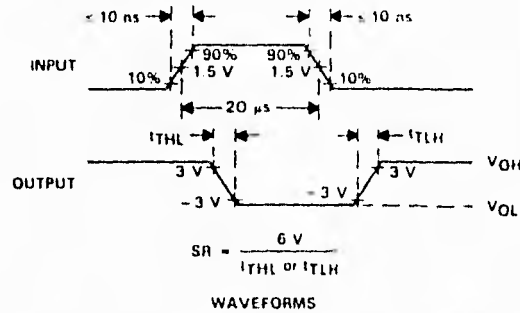 ≤ 10 ns ≤ 10 ns
INPUT
90% 90%
1.5 V 1.5 V
10% 10%
20 μs
tTHL tTLH
OUTPUT
3 V 3 V
VOH
-3 V -3 V
VOL
SR = 6 V / tTHL or tTLH
WAVEFORMS